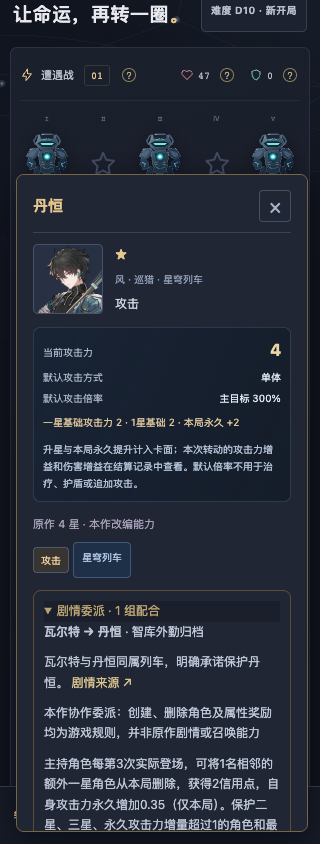 让命运，再转一圈。
难度 D10 · 新开局
遭遇战 01 ? ♡ 47 ? 0 ?
I II III IV V
丹恒 ×
风 · 巡猎 · 星穹列车
攻击
当前攻击力 4
默认攻击方式 单体
默认攻击倍率 主目标 300%
一星基础攻击力 2 · 1星基础 2 · 本局永久 +2
升星与本局永久提升计入卡面；本次转动的攻击力增
益和伤害增益在结算记录中查看。默认倍率不用于治
疗、护盾或追加攻击。
原作 4 星 · 本作改编能力
攻击 星穹列车
▼ 剧情委派 · 1 组配合
瓦尔特 → 丹恒 · 智库外勤归档
瓦尔特与丹恒同属列车，明确承诺保护丹
恒。 剧情来源 ↗
本作协作委派：创建、删除角色及属性奖励
均为游戏规则，并非原作剧情或召唤能力
主持角色每第3次实际登场，可将1名相邻的
额外一星角色从本局删除，获得2信用点，自
身攻击力永久增加0.35（仅本局）。保护二
星、三星、永久攻击力增量超过1的角色和最